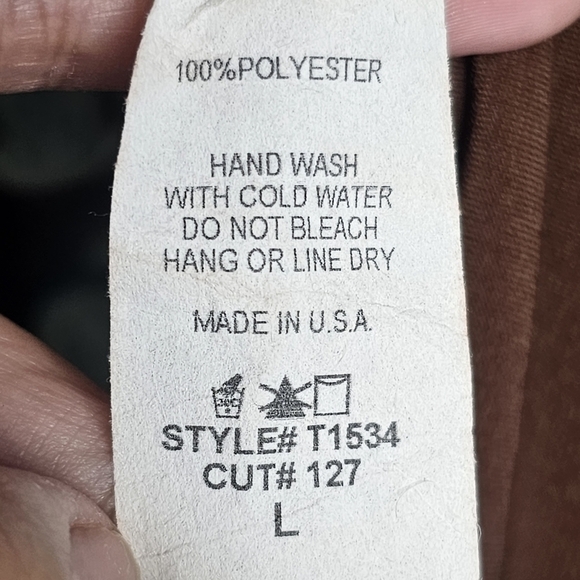 100%POLYESTER
HAND WASH
WITH COLD WATER
DO NOT BLEACH
HANG OR LINE DRY
MADE IN U.S.A.
30C
STYLE# T1534
CUT# 127
L